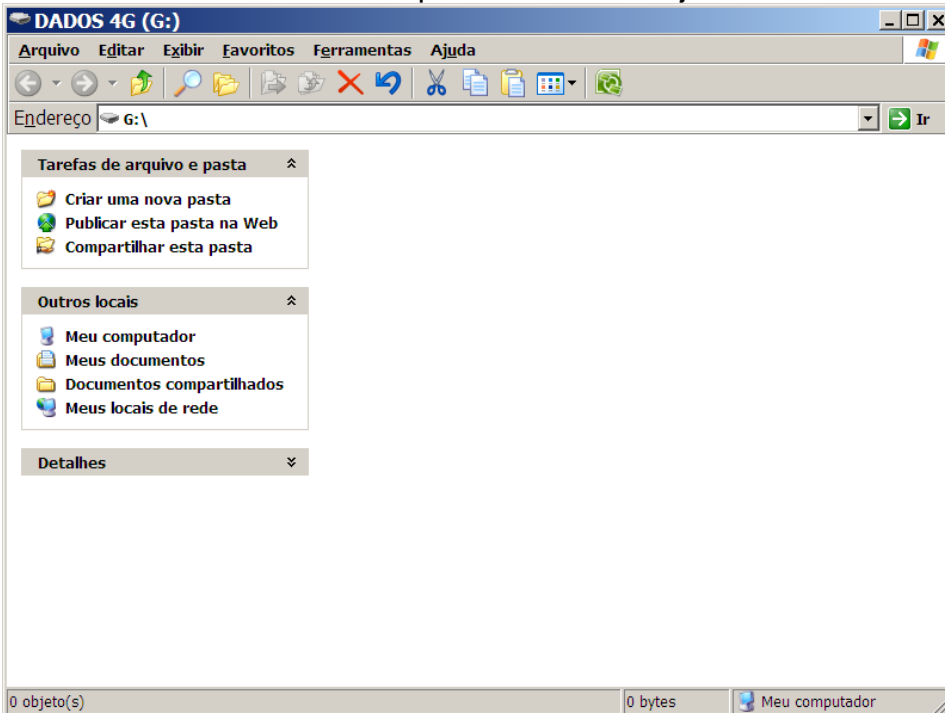 DADOS 4G (G:)
Arquivo Editar Exibir Favoritos Ferramentas Ajuda
Endereço G:\ Ir
Tarefas de arquivo e pasta
Criar uma nova pasta
Publicar esta pasta na Web
Compartilhar esta pasta
Outros locais
Meu computador
Meus documentos
Documentos compartilhados
Meus locais de rede
Detalhes
0 objeto(s) 0 bytes Meu computador